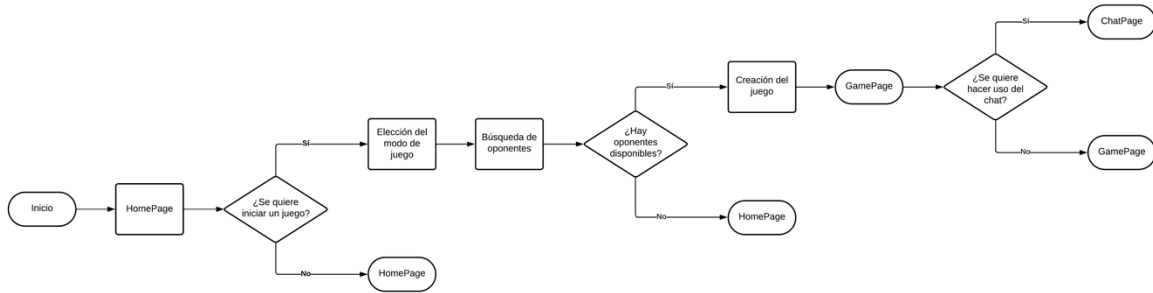 Inicio
HomePage
¿Se quiere
iniciar un juego?
Sí
No
HomePage
Elección del
modo de
juego
Búsqueda de
oponentes
¿Hay
oponentes
disponibles?
Sí
No
HomePage
Creación del
juego
GamePage
¿Se quiere
hacer uso del
chat?
Sí
ChatPage
No
GamePage